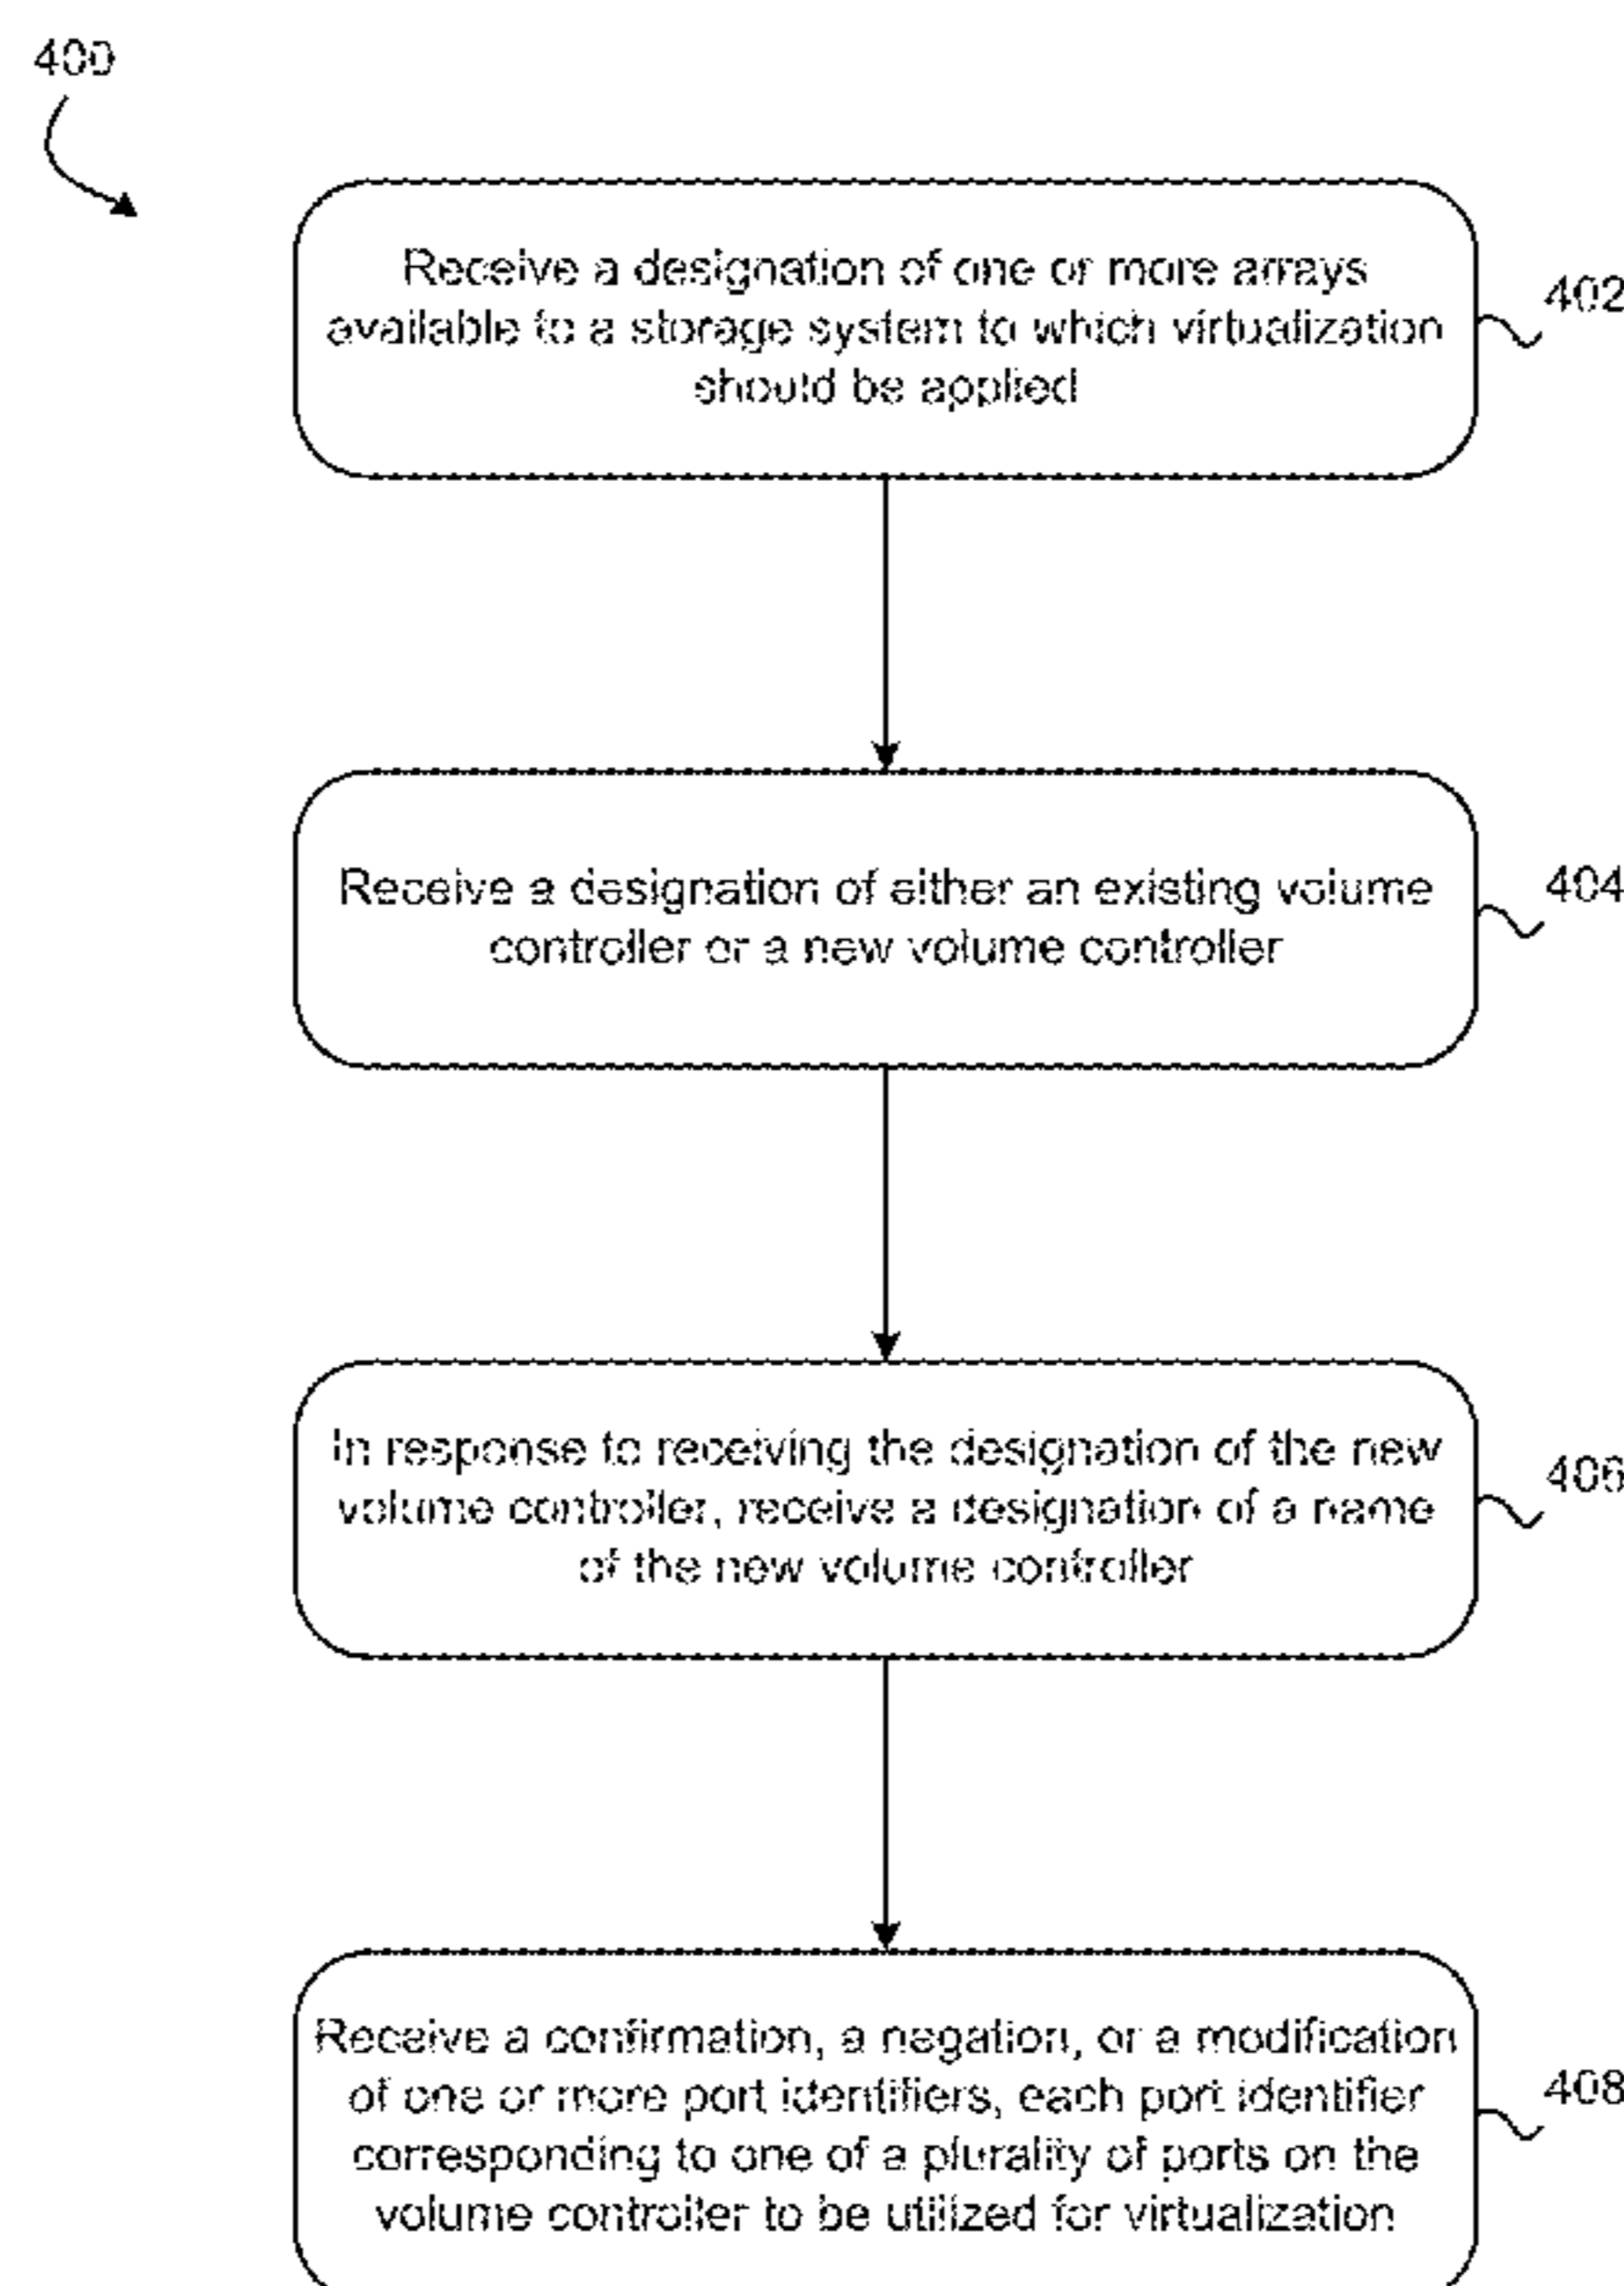 400
Receive a designation of one or more arrays
available to a storage system to which virtualization
should be applied
402
Receive a designation of either an existing volume
controller or a new volume controller
404
In response to receiving the designation of the new
volume controller, receive a designation of a name
of the new volume controller
406
Receive a confirmation, a negation, or a modification
of one or more port identifiers, each port identifier
corresponding to one of a plurality of ports on the
volume controller to be utilized for virtualization
408